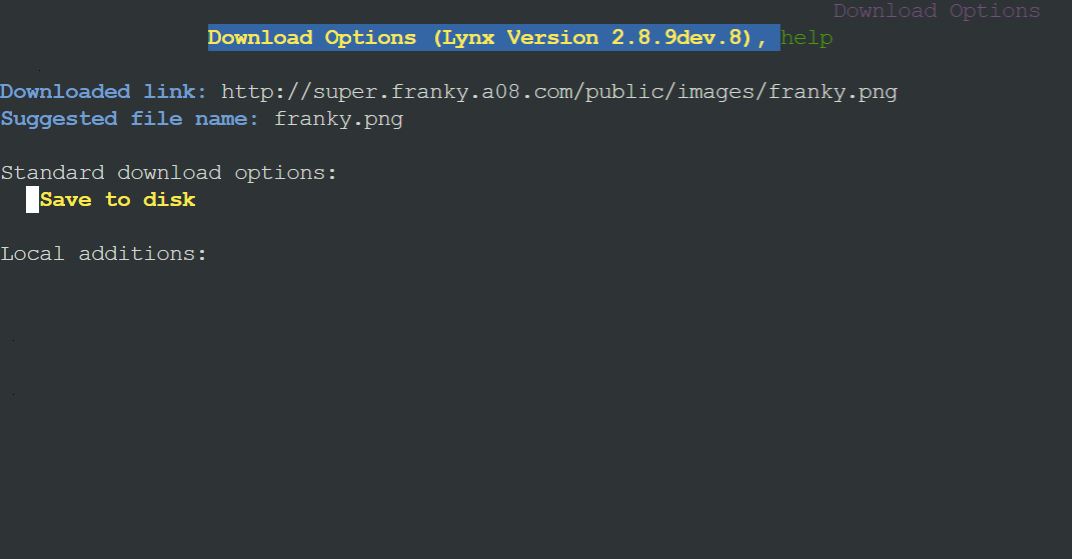 Download Options
Download Options (Lynx Version 2.8.9dev.8), help
Downloaded link: http://super.franky.a08.com/public/images/franky.png
Suggested file name: franky.png
Standard download options:
Save to disk
Local additions: